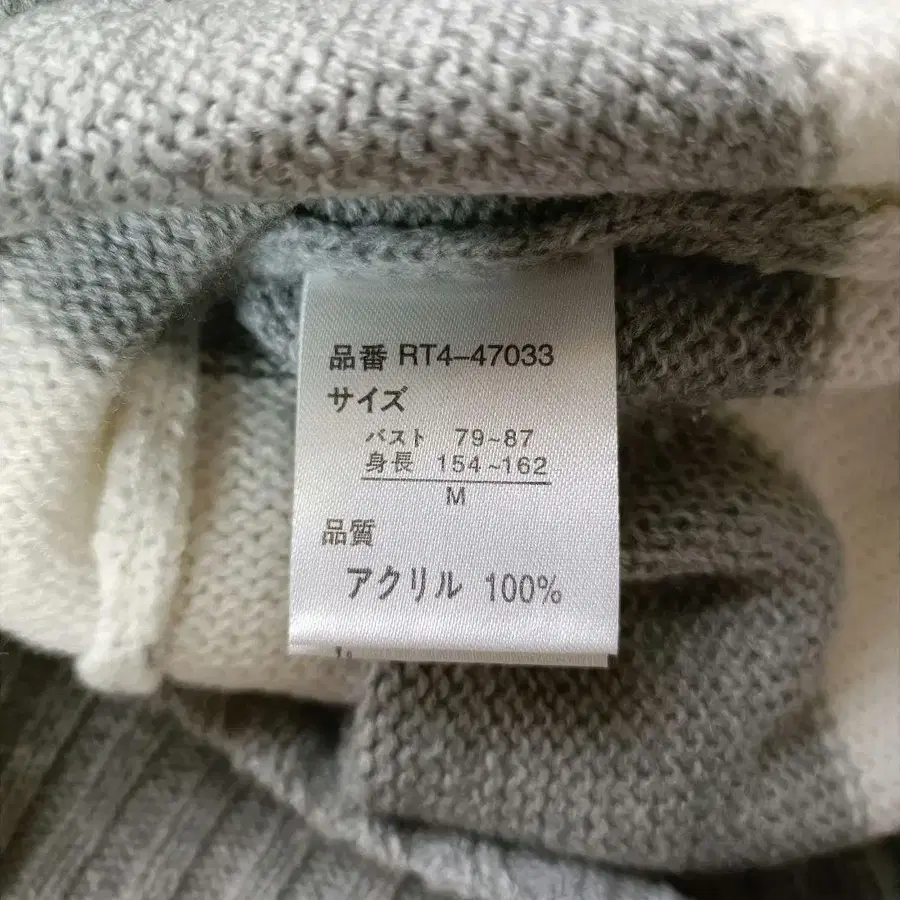 品番 RT4-47033
サイズ
バスト 79~87
身長 154~162
M
品質
アクリル 100%